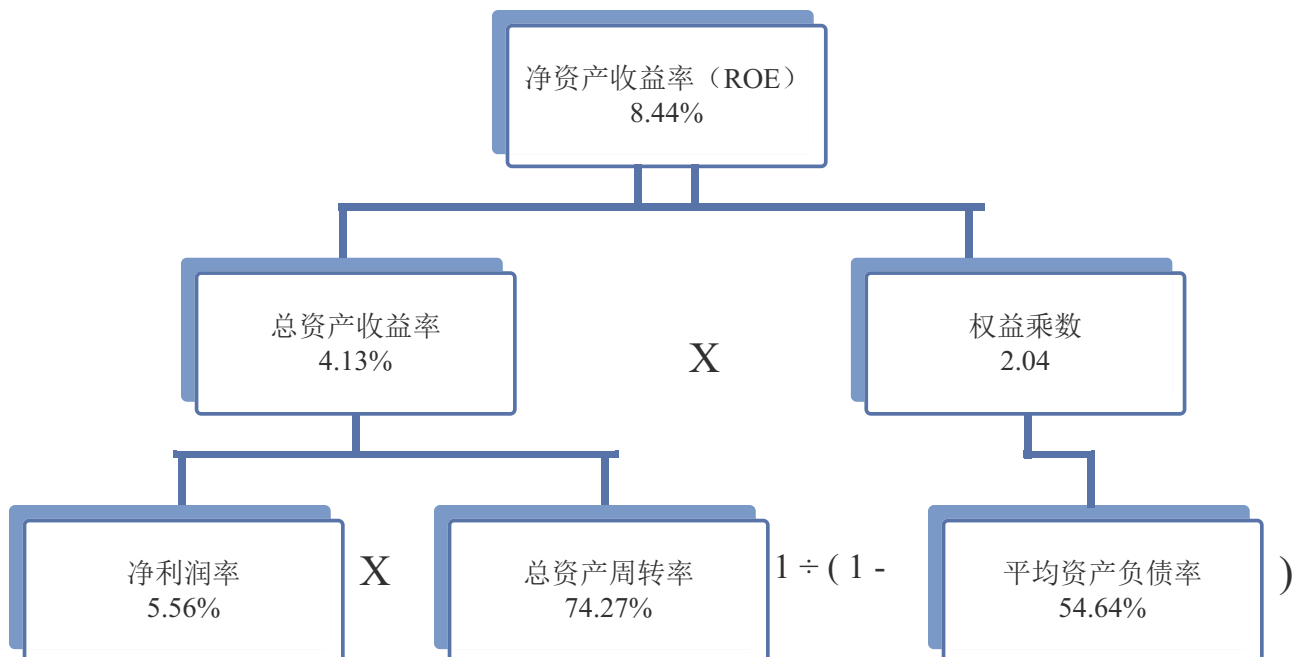 净资产收益率（ROE）
8.44%
总资产收益率
4.13%
X
权益乘数
2.04
净利润率
5.56%
X
总资产周转率
74.27%
1 ÷ ( 1 -
平均资产负债率
54.64%
)